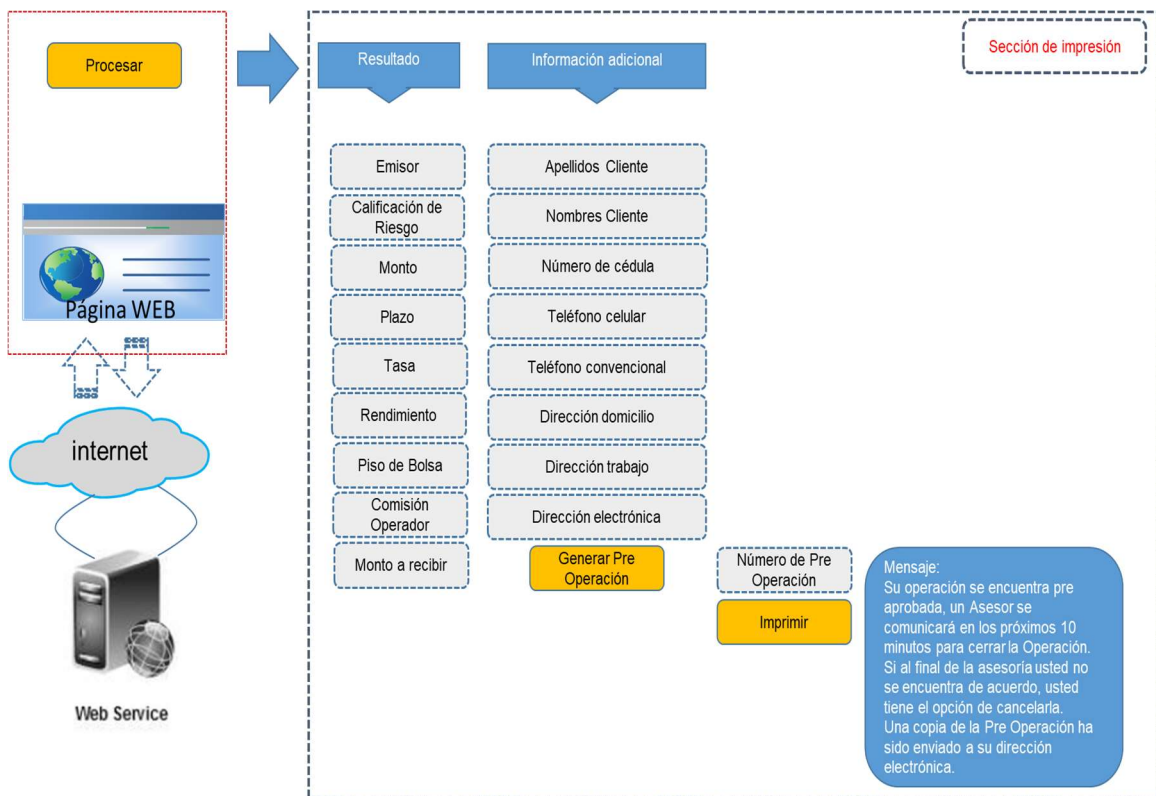 Procesar
Página WEB
internet
Web Service
Resultado
Información adicional
Sección de impresión
Emisor
Apellidos Cliente
Calificación de
Riesgo
Nombres Cliente
Monto
Número de cédula
Plazo
Teléfono celular
Tasa
Teléfono convencional
Rendimiento
Dirección domicilio
Piso de Bolsa
Dirección trabajo
Comisión
Operador
Dirección electrónica
Monto a recibir
Generar Pre
Operación
Número de Pre
Operación
Imprimir
Mensaje:
Su operación se encuentra pre
aprobada, un Asesor se
comunicará en los próximos 10
minutos para cerrar la Operación.
Si al final de la asesoría usted no
se encuentra de acuerdo, usted
tiene el opción de cancelarla.
Una copia de la Pre Operación ha
sido enviado a su dirección
electrónica.